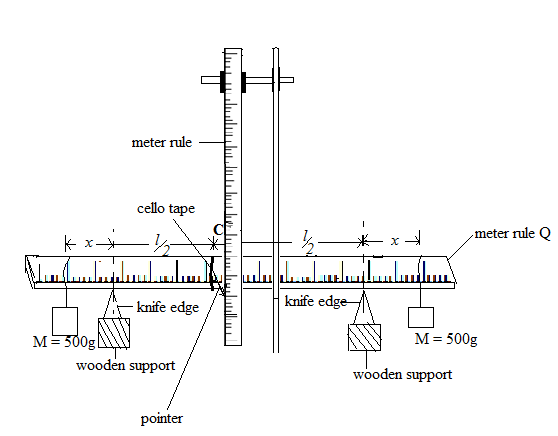 meter rule
cello tape
C
x
l/2
l/2.
x
meter rule Q
knife edge
knife edge
M = 500g
M = 500g
wooden support
wooden support
pointer